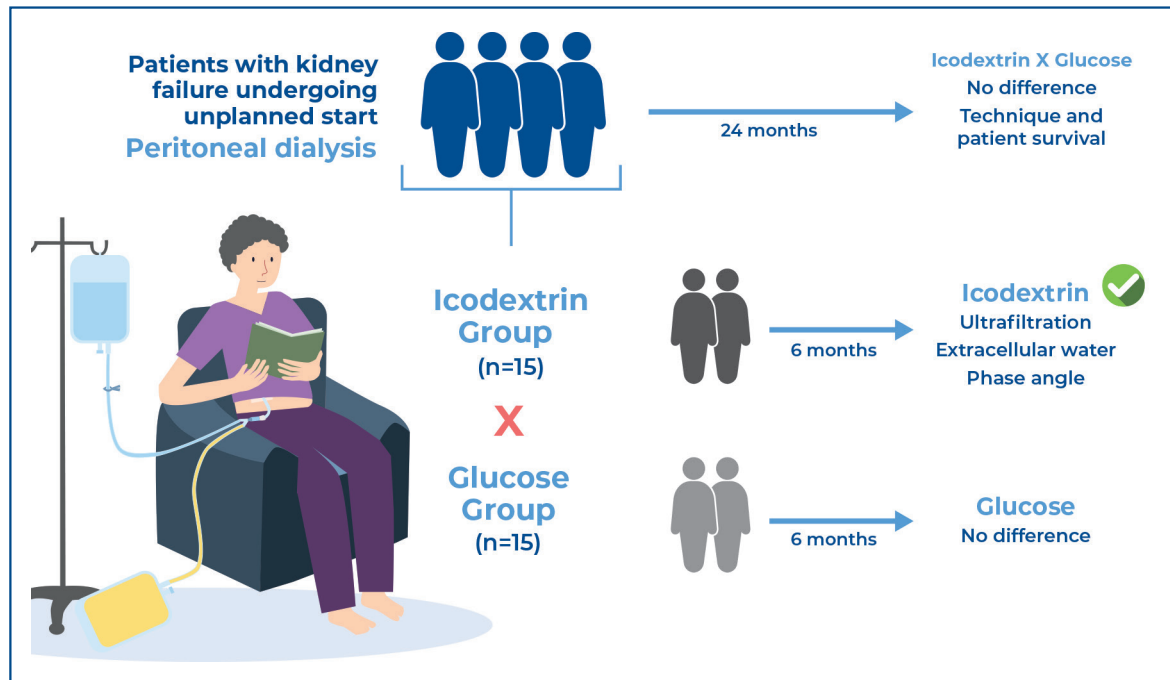 Patients with kidney
failure undergoing
unplanned start
Peritoneal dialysis
24 months
Icodextrin X Glucose
No difference
Technique and
patient survival
Icodextrin
Group
(n=15)
X
Glucose
Group
(n=15)
6 months
Icodextrin
Ultrafiltration
Extracellular water
Phase angle
6 months
Glucose
No difference